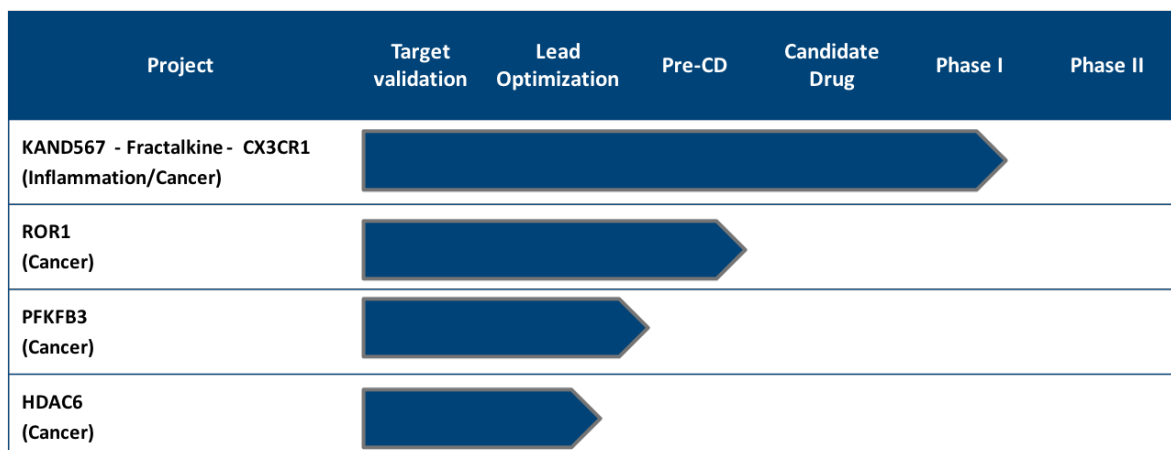 Project
Target
validation
Lead
Optimization
Pre-CD
Candidate
Drug
Phase I
Phase II
KAND567 - Fractalkine - CX3CR1
(Inflammation/Cancer)
ROR1
(Cancer)
PFKFB3
(Cancer)
HDAC6
(Cancer)